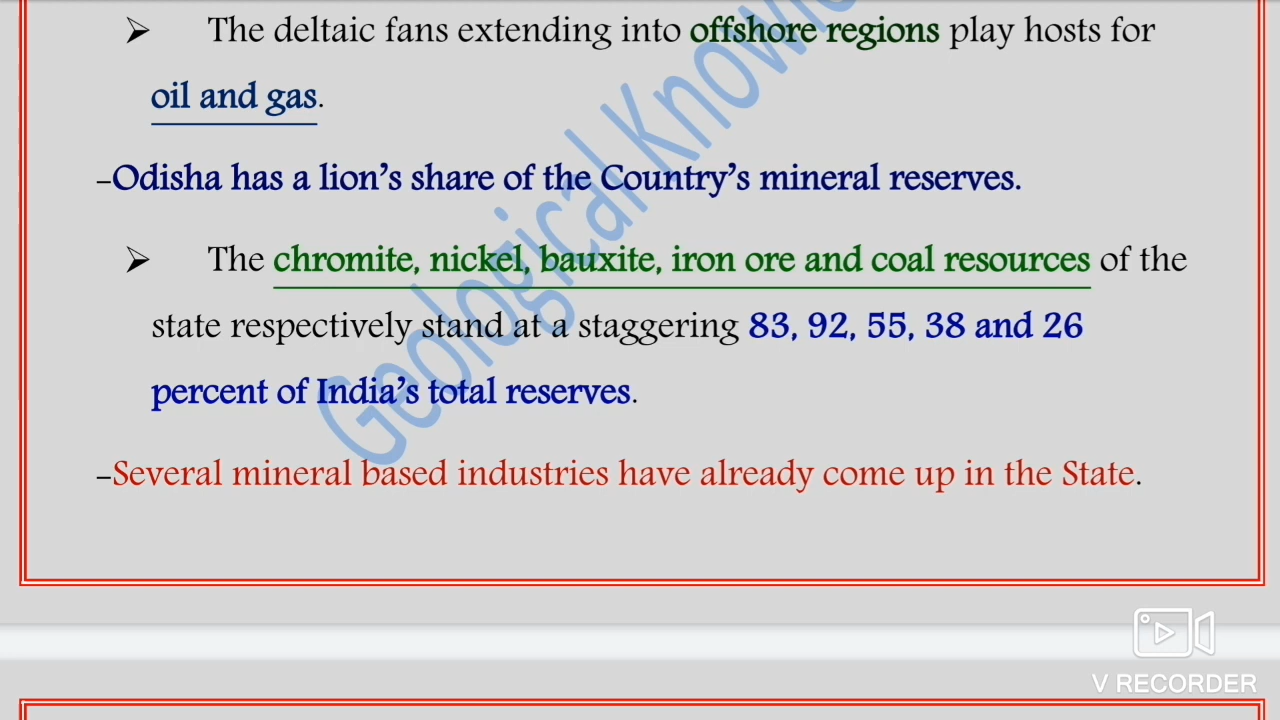 ➢ The deltaic fans extending into offshore regions play hosts for
oil and gas.
–Odisha has a lion’s share of the Country’s mineral reserves.
➢ The chromite, nickel, bauxite, iron ore and coal resources of the
state respectively stand at a staggering 83, 92, 55, 38 and 26
percent of India’s total reserves.
–Several mineral based industries have already come up in the State.
Geological
V RECORDER